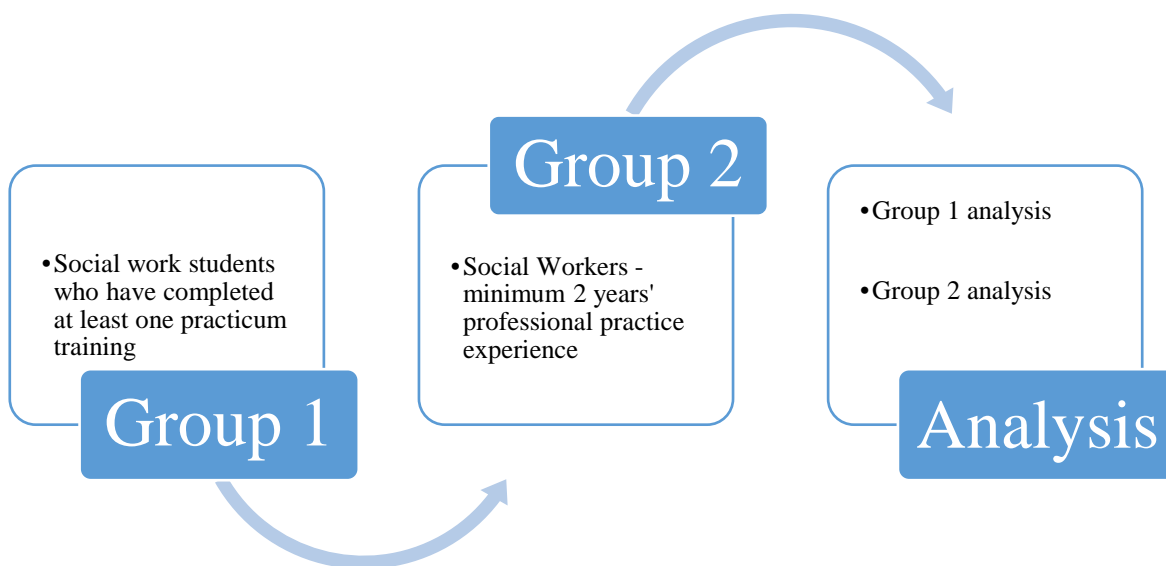 •Social work students
who have completed
at least one practicum
training
Group 1
Group 2
•Social Workers -
minimum 2 years'
professional practice
experience
•Group 1 analysis
•Group 2 analysis
Analysis